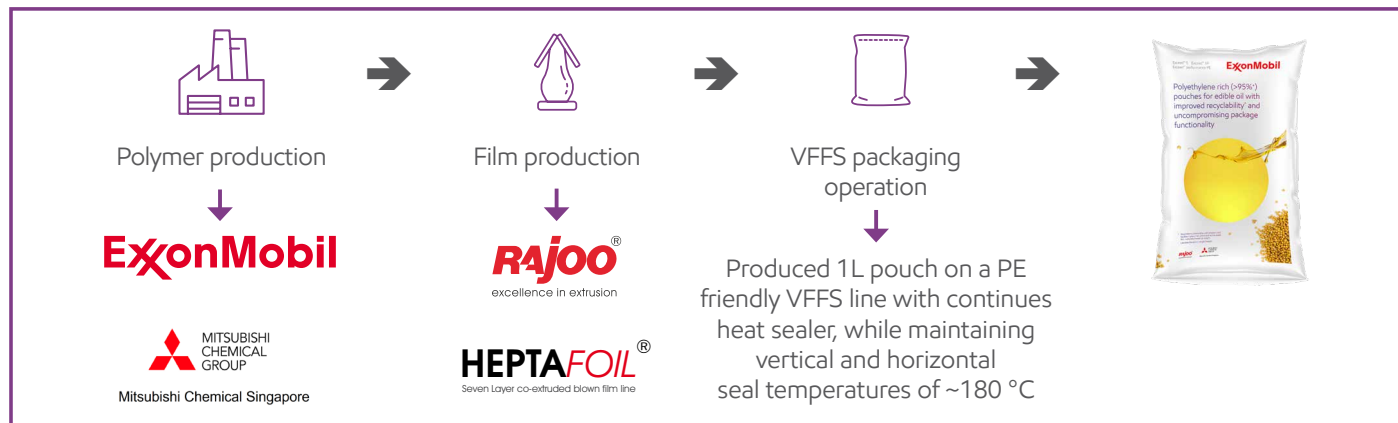 Polymer production
ExxonMobil
MITSUBISHI
CHEMICAL
GROUP
Mitsubishi Chemical Singapore
Film production
RAJOO®
excellence in extrusion
HEPTAFOIL®
Seven Layer co-extruded blown film line
VFFS packaging
operation
Produced 1L pouch on a PE
friendly VFFS line with continues
heat sealer, while maintaining
vertical and horizontal
seal temperatures of ~180 °C
ExxonMobil
Polyethylene rich (>95%*)
pouches for edible oil with
improved recyclability* and
uncompromising package
functionality
RAJOO